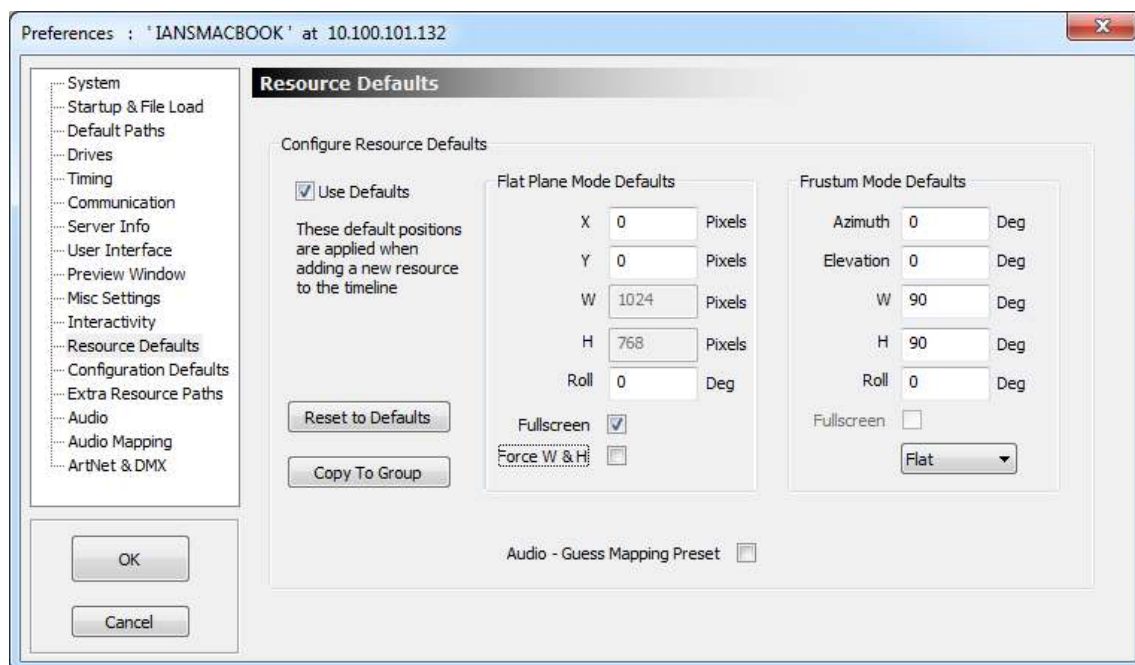 Preferences : 'IANSMACBOOK' at 10.100.101.132
X
System
Startup & File Load
Default Paths
Drives
Timing
Communication
Server Info
User Interface
Preview Window
Misc Settings
Interactivity
Resource Defaults
Configuration Defaults
Extra Resource Paths
Audio
Audio Mapping
ArtNet & DMX
OK
Cancel
Resource Defaults
Configure Resource Defaults
Use Defaults
These default positions
are applied when
adding a new resource
to the timeline
Reset to Defaults
Copy To Group
Flat Plane Mode Defaults
X 0 Pixels
Y 0 Pixels
W 1024 Pixels
H 768 Pixels
Roll 0 Deg
Fullscreen
Force W & H
Frustum Mode Defaults
Azimuth 0 Deg
Elevation 0 Deg
W 90 Deg
H 90 Deg
Roll 0 Deg
Fullscreen
Flat
Audio - Guess Mapping Preset